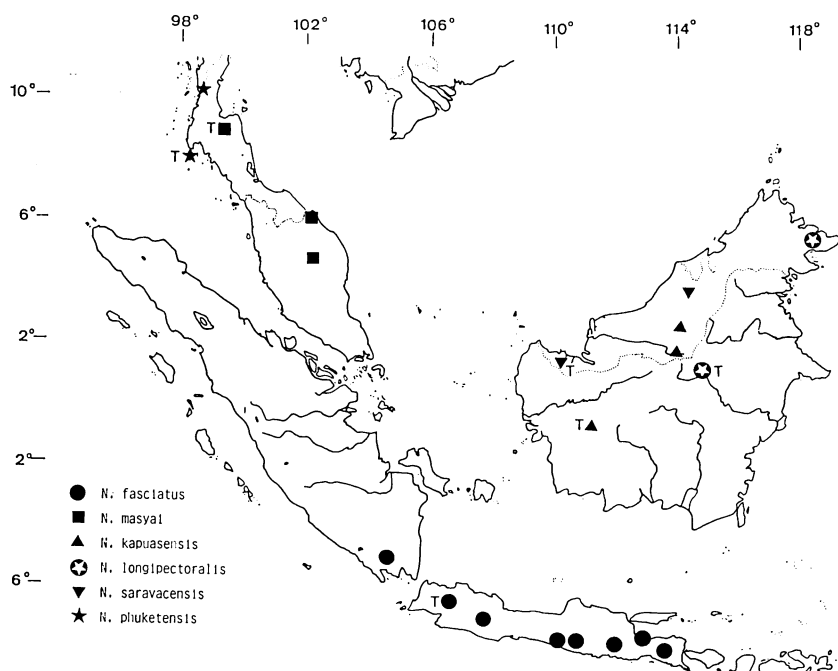 98° 102° 106° 110° 114° 118°
10°
T
T
6°
2°
T
T
T
2°
N. fasciatus
N. masyai
N. kapuasensis
N. longipectoralis
N. saravacensis
N. phuketensis
6°
T